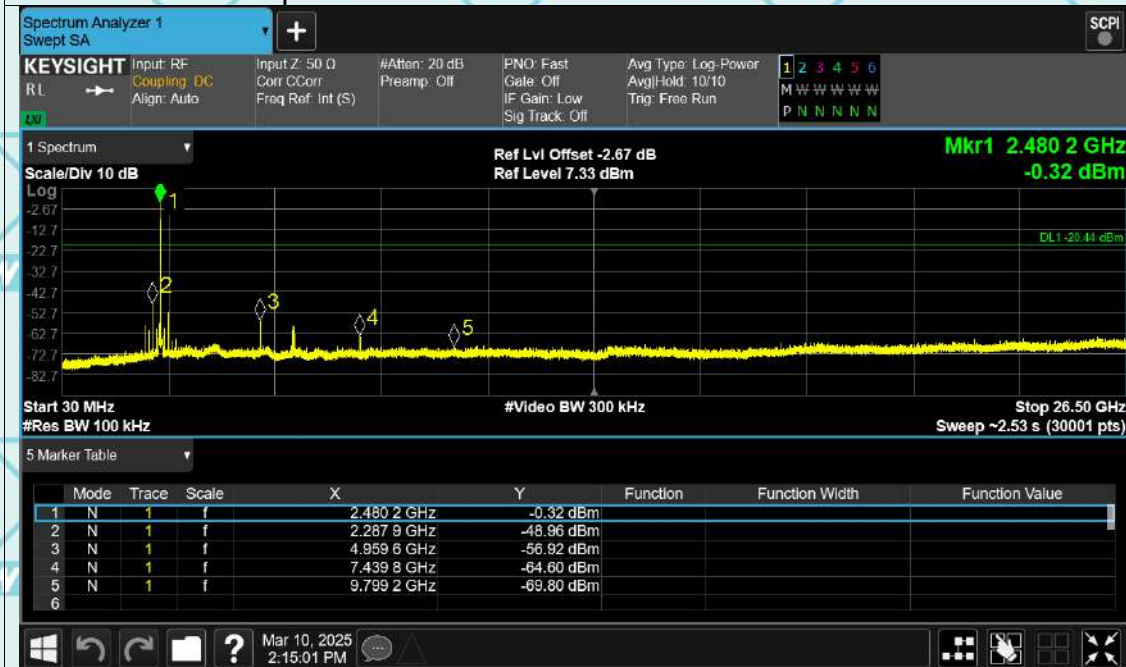 Spectrum Analyzer 1
Swept SA
+
SCPI
KEYSIGHT Input: RF Input Z: 50 Ω #Atten: 20 dB PNO: Fast Avg Type: Log-Power 1 2 3 4 5 6
RL Coupling: DC Corr CCorr Preamp: Off Gate: Off Avg|Hold: 10/10 M W W W W W
Align: Auto Freq Ref: Int (S) IF Gain: Low Trig: Free Run
LXI Sig Track: Off P N N N N N
1 Spectrum
Ref Lvl Offset -2.67 dB Mkr1 2.480 2 GHz
Scale/Div 10 dB Ref Level 7.33 dBm -0.32 dBm
Log
1
-2.67
-12.7
DL1 -20.44 dBm
-22.7
-32.7
2
-42.7
3
-52.7
4
5
-62.7
-72.7
-82.7
Start 30 MHz #Video BW 300 kHz Stop 26.50 GHz
#Res BW 100 kHz Sweep ~2.53 s (30001 pts)
5 Marker Table
Mode Trace Scale X Y Function Function Width Function Value
1 N 1 f 2.480 2 GHz -0.32 dBm
2 N 1 f 2.287 9 GHz -48.96 dBm
3 N 1 f 4.959 6 GHz -56.92 dBm
4 N 1 f 7.439 8 GHz -64.60 dBm
5 N 1 f 9.799 2 GHz -69.80 dBm
6
? Mar 10, 2025
2:15:01 PM